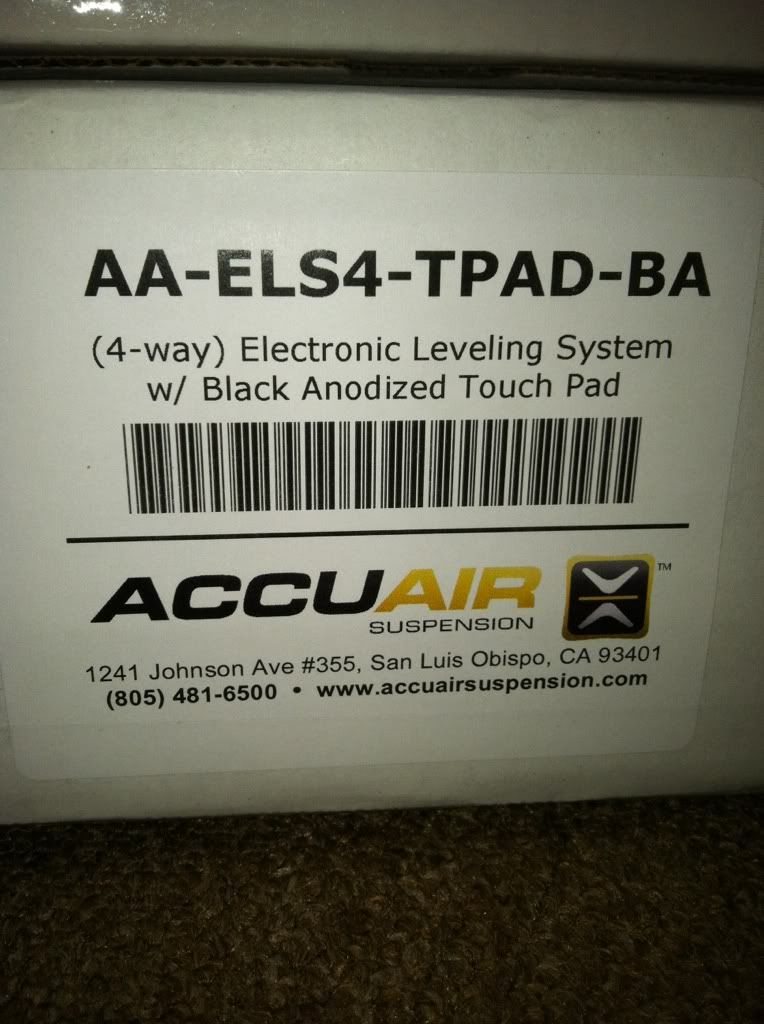 AA-ELS4-TPAD-BA
(4-way) Electronic Leveling System
w/ Black Anodized Touch Pad
ACCUAIR ™
SUSPENSION
1241 Johnson Ave #355, San Luis Obispo, CA 93401
(805) 481-6500 • www.accuairsuspension.com